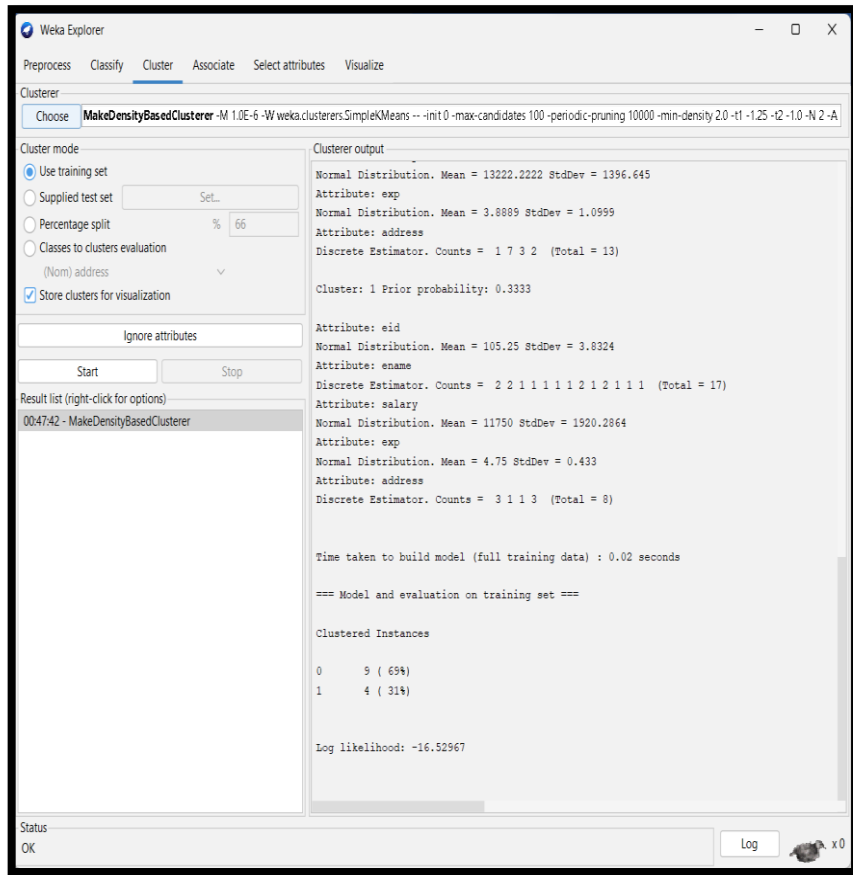 Weka Explorer
Preprocess Classify Cluster Associate Select attributes Visualize
Clusterer
Choose MakeDensityBasedClusterer -M 1.0E-6 -W weka.clusterers.SimpleKMeans -- -init 0 -max-candidates 100 -periodic-pruning 10000 -min-density 2.0 -t1 -1.25 -t2 -1.0 -N 2 -A
Cluster mode
Use training set
Supplied test set Set...
Percentage split % 66
Classes to clusters evaluation
(Nom) address
Store clusters for visualization
Ignore attributes
Start Stop
Result list (right-click for options)
00:47:42 - MakeDensityBasedClusterer
Clusterer output
Normal Distribution. Mean = 13222.2222 StdDev = 1396.645
Attribute: exp
Normal Distribution. Mean = 3.8889 StdDev = 1.0999
Attribute: address
Discrete Estimator. Counts =  1 7 3 2  (Total = 13)
Cluster: 1 Prior probability: 0.3333
Attribute: eid
Normal Distribution. Mean = 105.25 StdDev = 3.8324
Attribute: ename
Discrete Estimator. Counts =  2 2 1 1 1 1 1 2 1 2 1 1 1  (Total = 17)
Attribute: salary
Normal Distribution. Mean = 11750 StdDev = 1920.2864
Attribute: exp
Normal Distribution. Mean = 4.75 StdDev = 0.433
Attribute: address
Discrete Estimator. Counts =  3 1 1 3  (Total = 8)
Time taken to build model (full training data) : 0.02 seconds
=== Model and evaluation on training set ===
Clustered Instances
0 9 ( 69%)
1 4 ( 31%)
Log likelihood: -16.52967
Status
OK
Log x 0